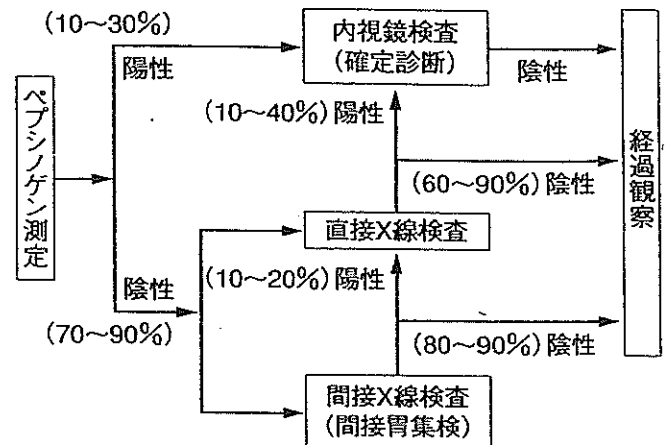 (10〜30%)
陽性
内視鏡検査
(確定診断)
陰性
ペプシノゲン測定
(10〜40%)陽性
(60〜90%)陰性
経過観察
直接X線検査
陰性
(70〜90%)
(10〜20%)陽性
(80〜90%)陰性
間接X線検査
(間接胃集検)